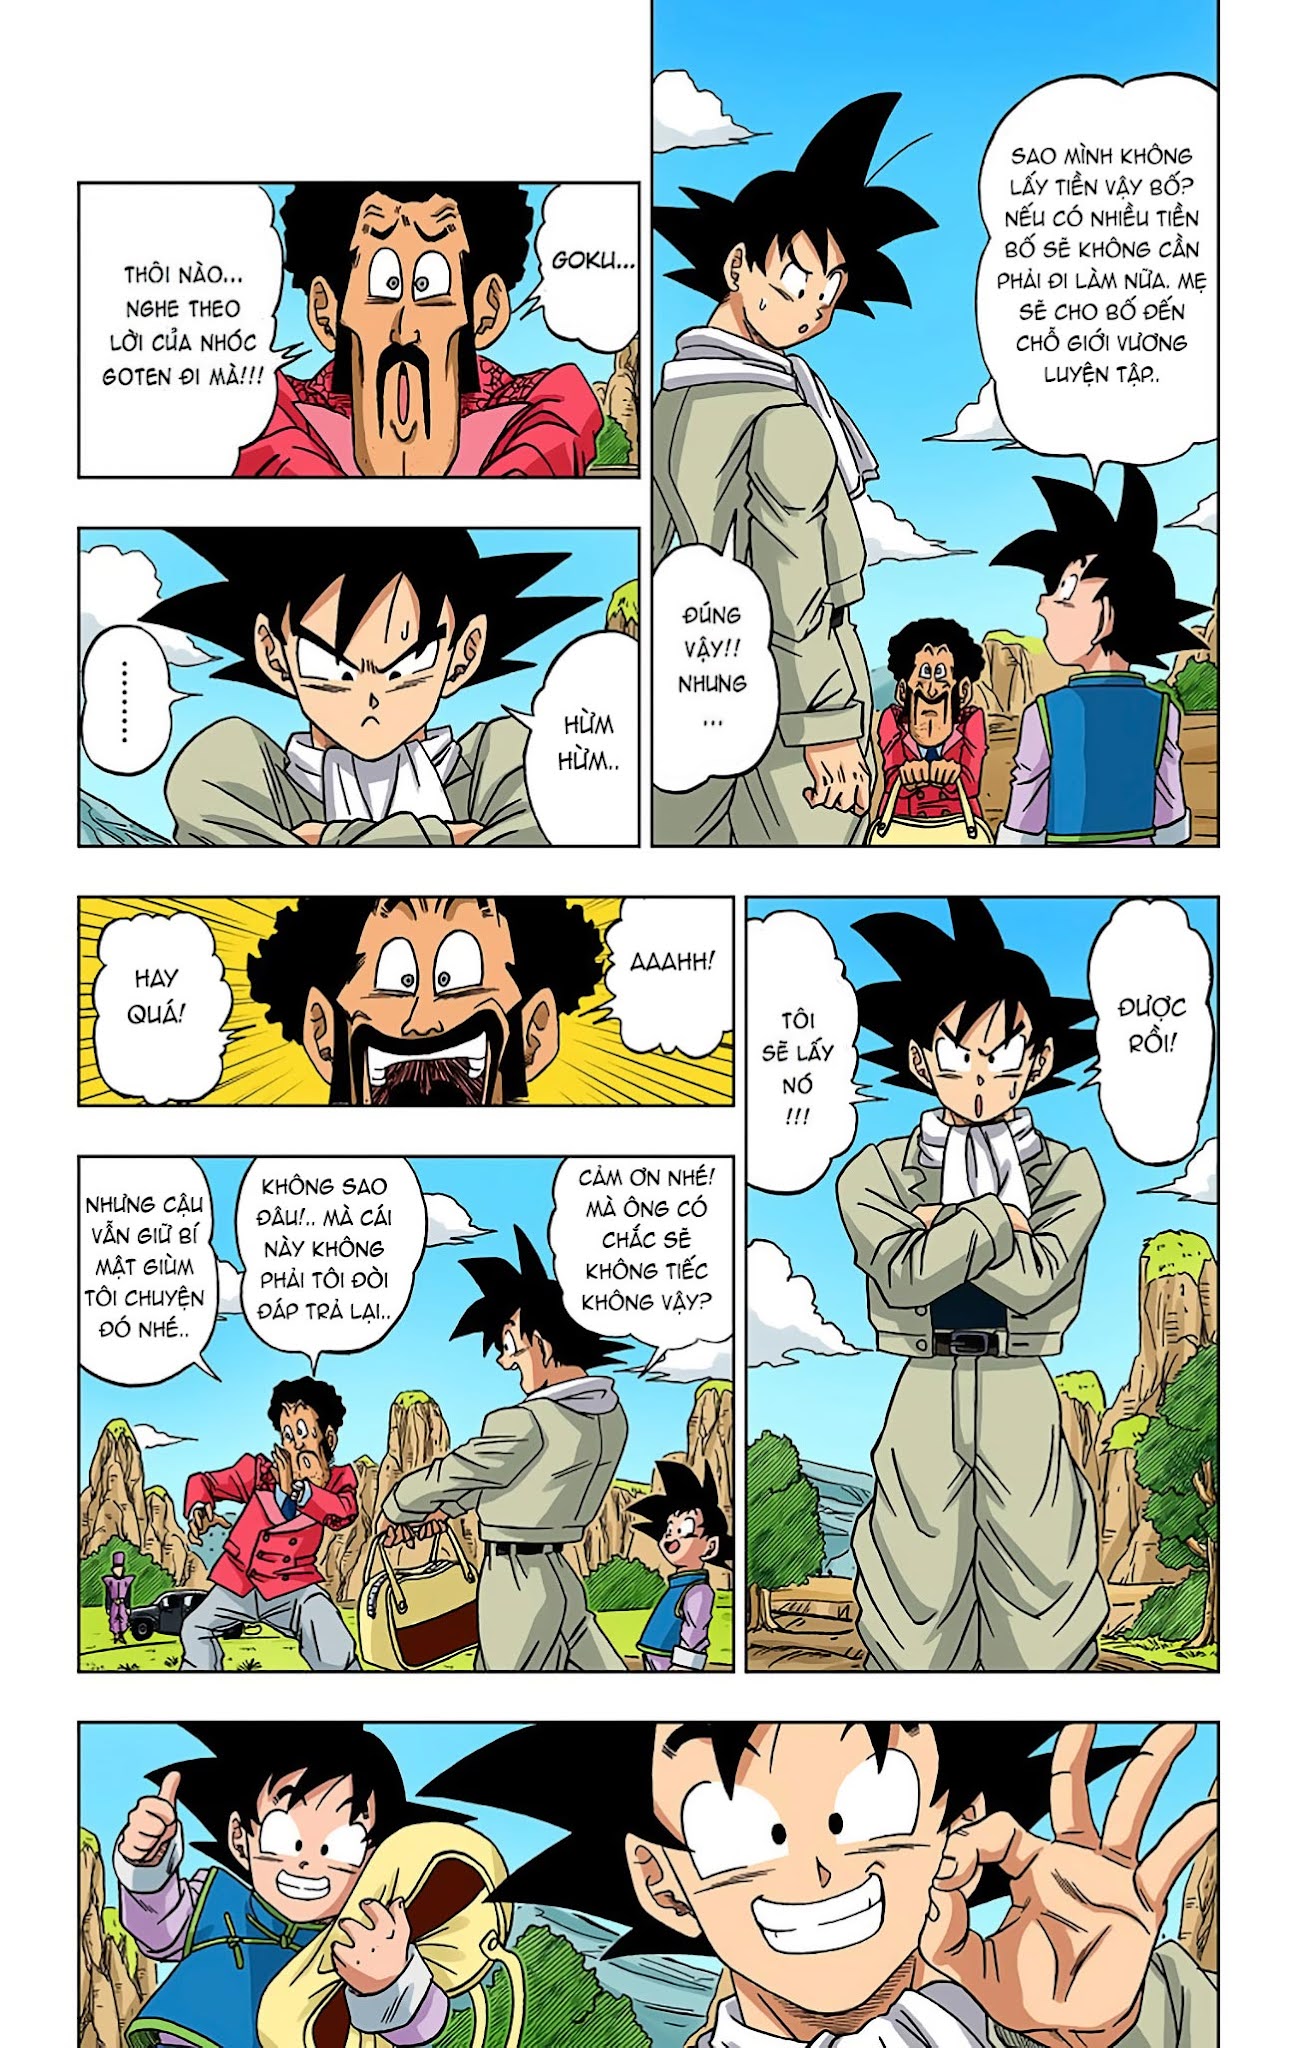 SAO MÌNH KHÔNG
LẤY TIỀN VẬY BỐ?
NẾU CÓ NHIỀU TIỀN
BỐ SẼ KHÔNG CẦN
PHẢI ĐI LÀM NỮA. MẸ
SẼ CHO BỐ ĐẾN
CHỖ GIỚI VƯƠNG
LUYỆN TẬP..
ĐÚNG
VẬY!!
NHƯNG
...
GOKU...
THÔI NÀO...
NGHE THEO
LỜI CỦA NHÓC
GOTEN ĐI MÀ!!!
HỪM
HỪM..
.........
ĐƯỢC
RỒI!
TÔI
SẼ LẤY
NÓ
!!!
AAAHH!
HAY
QUÁ!
CẢM ƠN NHÉ!
MÀ ÔNG CÓ
CHẮC SẼ
KHÔNG TIẾC
KHÔNG VẬY?
KHÔNG SAO
ĐÂU!.. MÀ CÁI
NÀY KHÔNG
PHẢI TÔI ĐÒI
ĐÁP TRẢ LẠI..
NHƯNG CẬU
VẪN GIỮ BÍ
MẬT GIÙM
TÔI CHUYỆN
ĐÓ NHÉ..